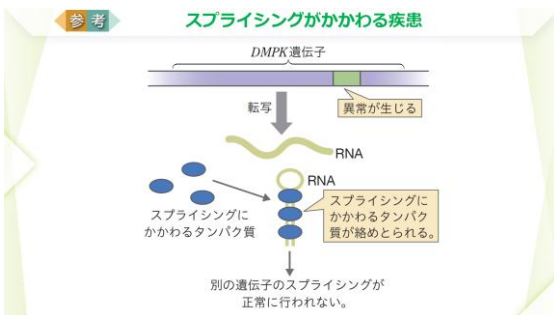 参考
スプライシングがかかわる疾患
DMPK遺伝子
異常が生じる
転写
RNA
RNA
スプライシングに
かかわるタンパク質
スプライシングに
かかわるタンパク
質が絡めとられる。
別の遺伝子のスプライシングが
正常に行われない。